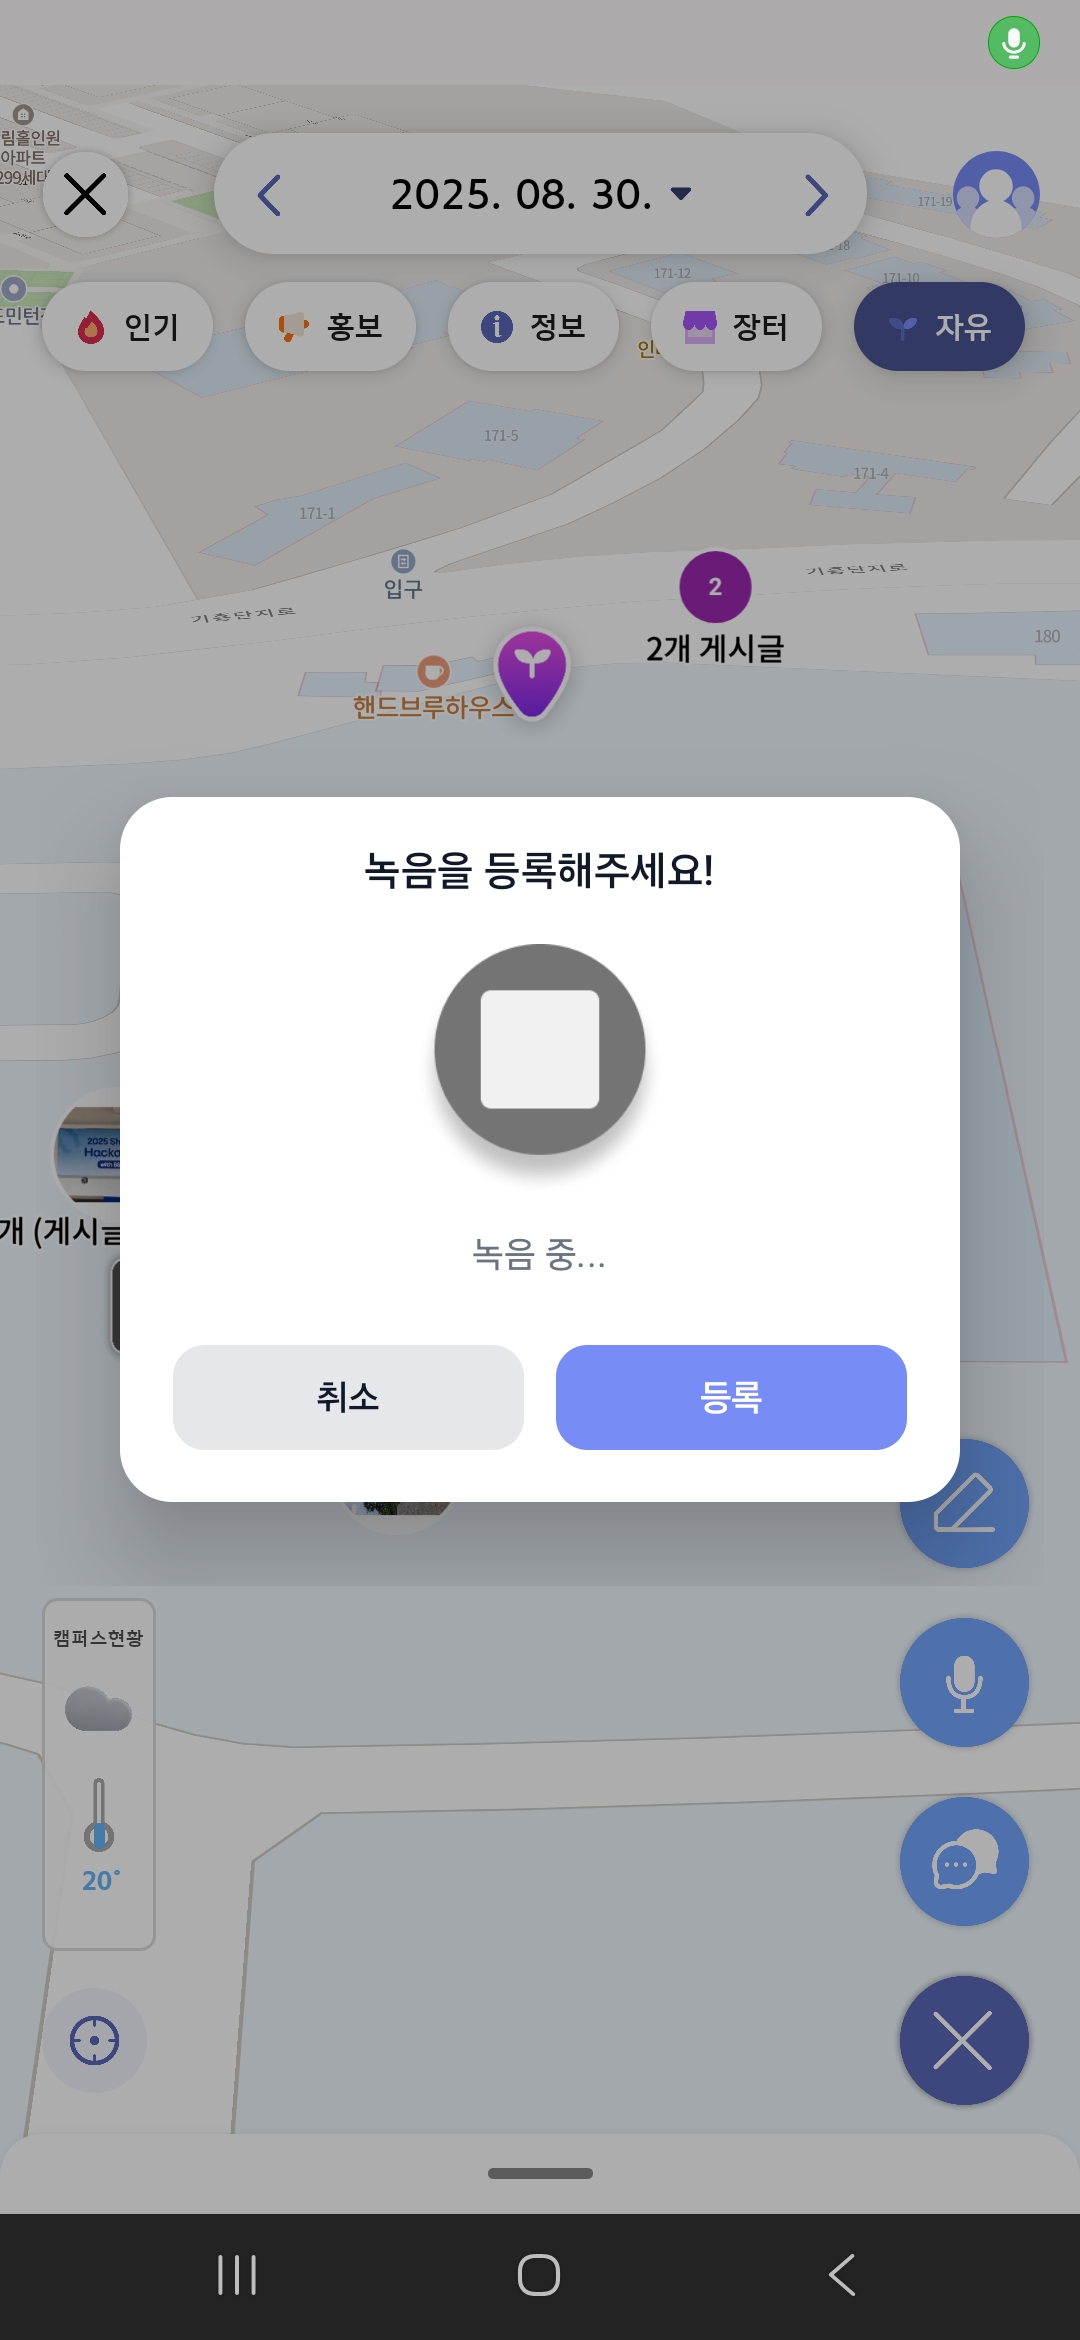 림홀인원
아파트
299세대
2025. 08. 30.
171-19
171-12
171-10
인기
홍보
정보
장터
자유
171-5
171-4
171-1
입구
기흥단지로
기흥단지로
2
2개 게시글
180
핸드브루하우스
녹음을 등록해주세요!
녹음 중...
취소
등록
2025 Sh
Hacka
개 (게시글
캠퍼스현황
20°